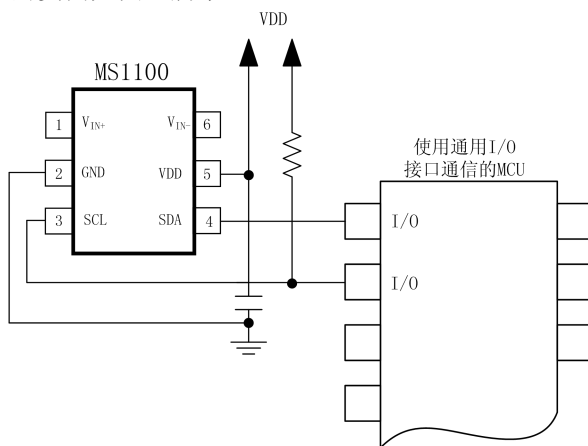 VDD
MS1100
1 V_IN+ V_IN- 6
2 GND VDD 5
3 SCL SDA 4
使用通用I/O
接口通信的MCU
I/O
I/O